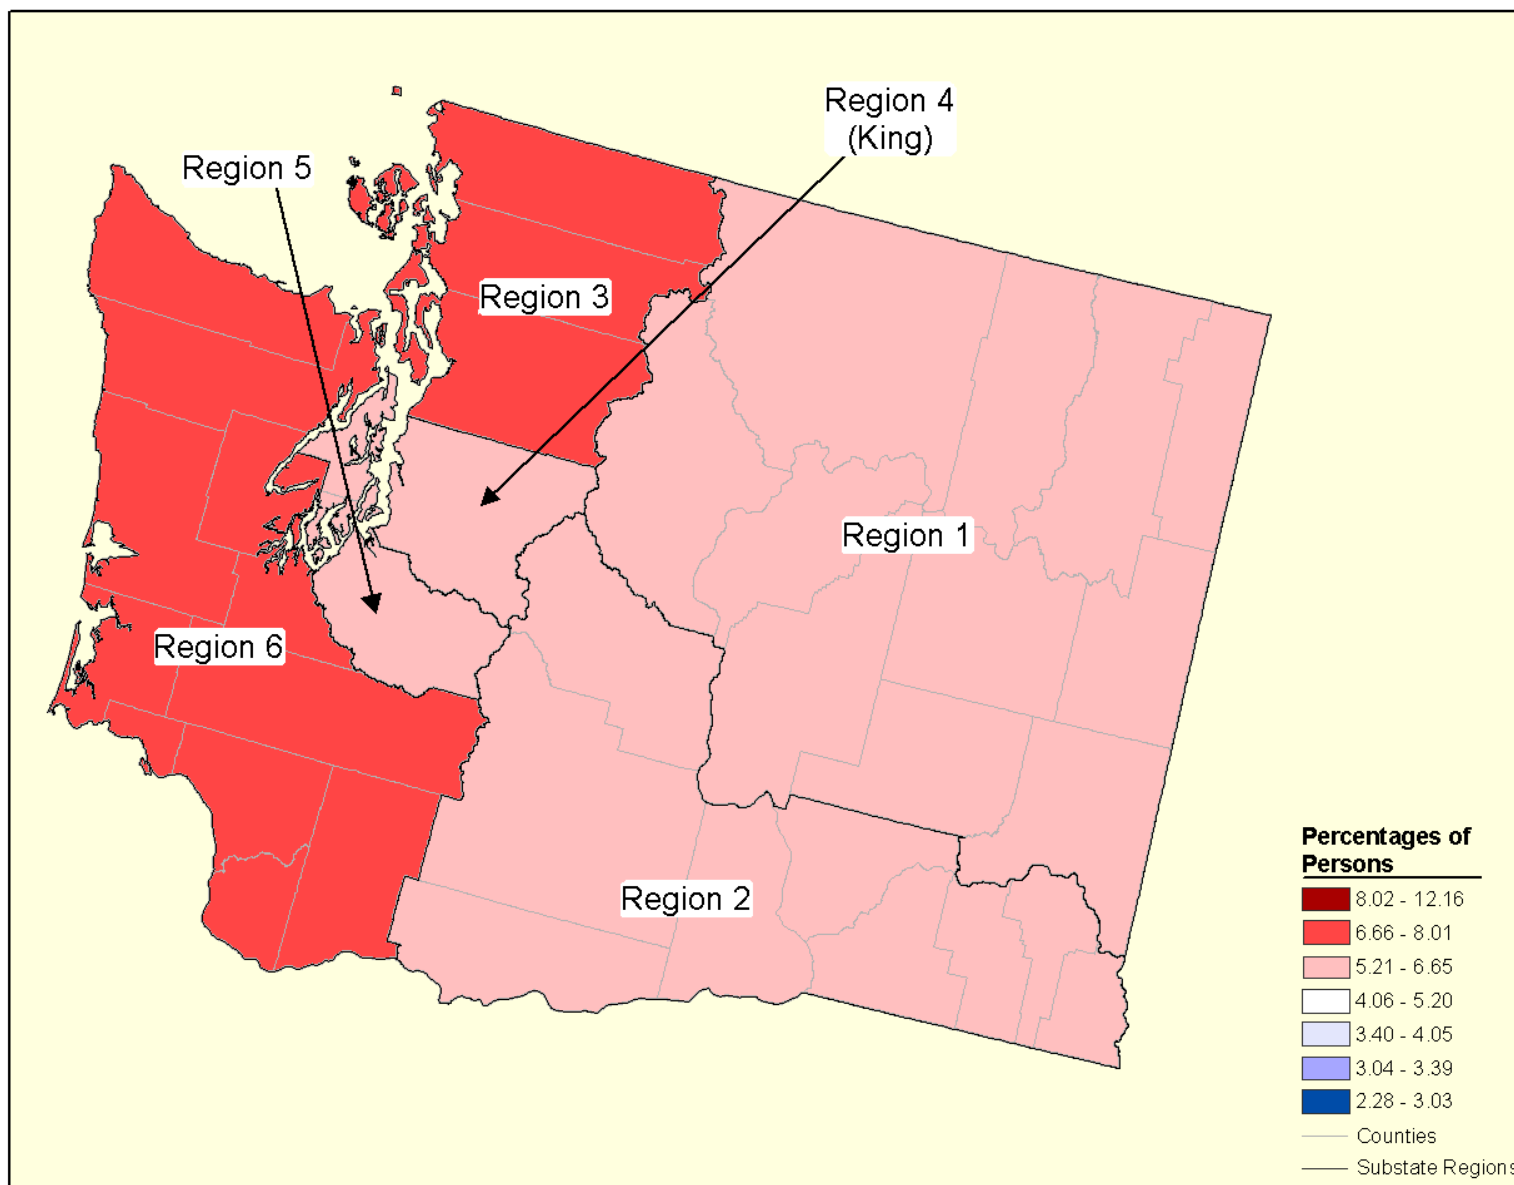 Region 4
(King)
Region 5
Region 3
Region 1
Region 6
Region 2
Percentages of
Persons
8.02 - 12.16
6.66 - 8.01
5.21 - 6.65
4.06 - 5.20
3.40 - 4.05
3.04 - 3.39
2.28 - 3.03
Counties
Substate Regions